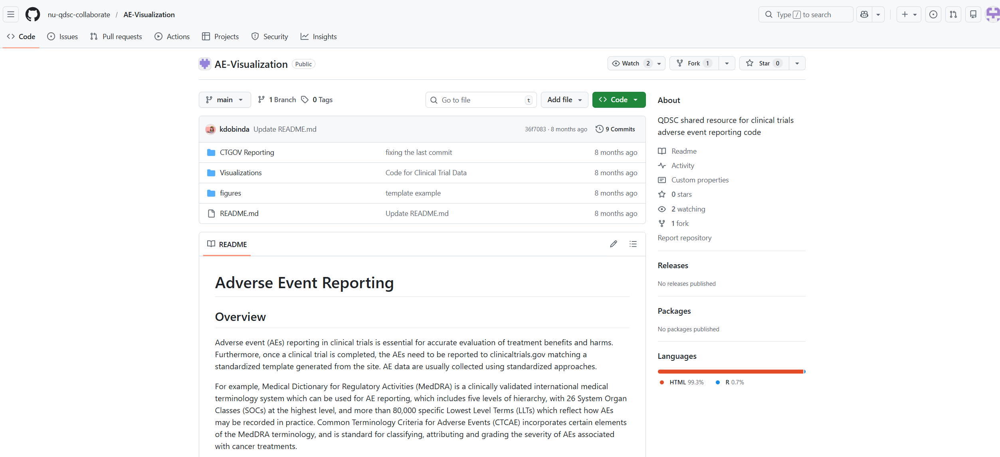 nu-qdsc-collaborate / AE-Visualization
Type / to search
Code Issues Pull requests Actions Projects Security Insights
AE-Visualization Public
Watch 2 Fork 1 Star 0
main 1 Branch 0 Tags
Go to file t
Add file
Code
kdobinda Update README.md 36f7083 · 8 months ago 9 Commits
CTGOV Reporting fixing the last commit 8 months ago
Visualizations Code for Clinical Trial Data 8 months ago
figures template example 8 months ago
README.md Update README.md 8 months ago
README
Adverse Event Reporting
Overview
Adverse event (AEs) reporting in clinical trials is essential for accurate evaluation of treatment benefits and harms.
Furthermore, once a clinical trial is completed, the AEs need to be reported to clinicaltrials.gov matching a
standardized template generated from the site. AE data are usually collected using standardized approaches.
For example, Medical Dictionary for Regulatory Activities (MedDRA) is a clinically validated international medical
terminology system which can be used for AE reporting, which includes five levels of hierarchy, with 26 System Organ
Classes (SOCs) at the highest level, and more than 80,000 specific Lowest Level Terms (LLTs) which reflect how AEs
may be recorded in practice. Common Terminology Criteria for Adverse Events (CTCAE) incorporates certain elements
of the MedDRA terminology, and is standard for classifying, attributing and grading the severity of AEs associated
with cancer treatments.
About
QDSC shared resource for clinical trials
adverse event reporting code
Readme
Activity
Custom properties
0 stars
2 watching
1 fork
Report repository
Releases
No releases published
Packages
No packages published
Languages
HTML 99.3% R 0.7%